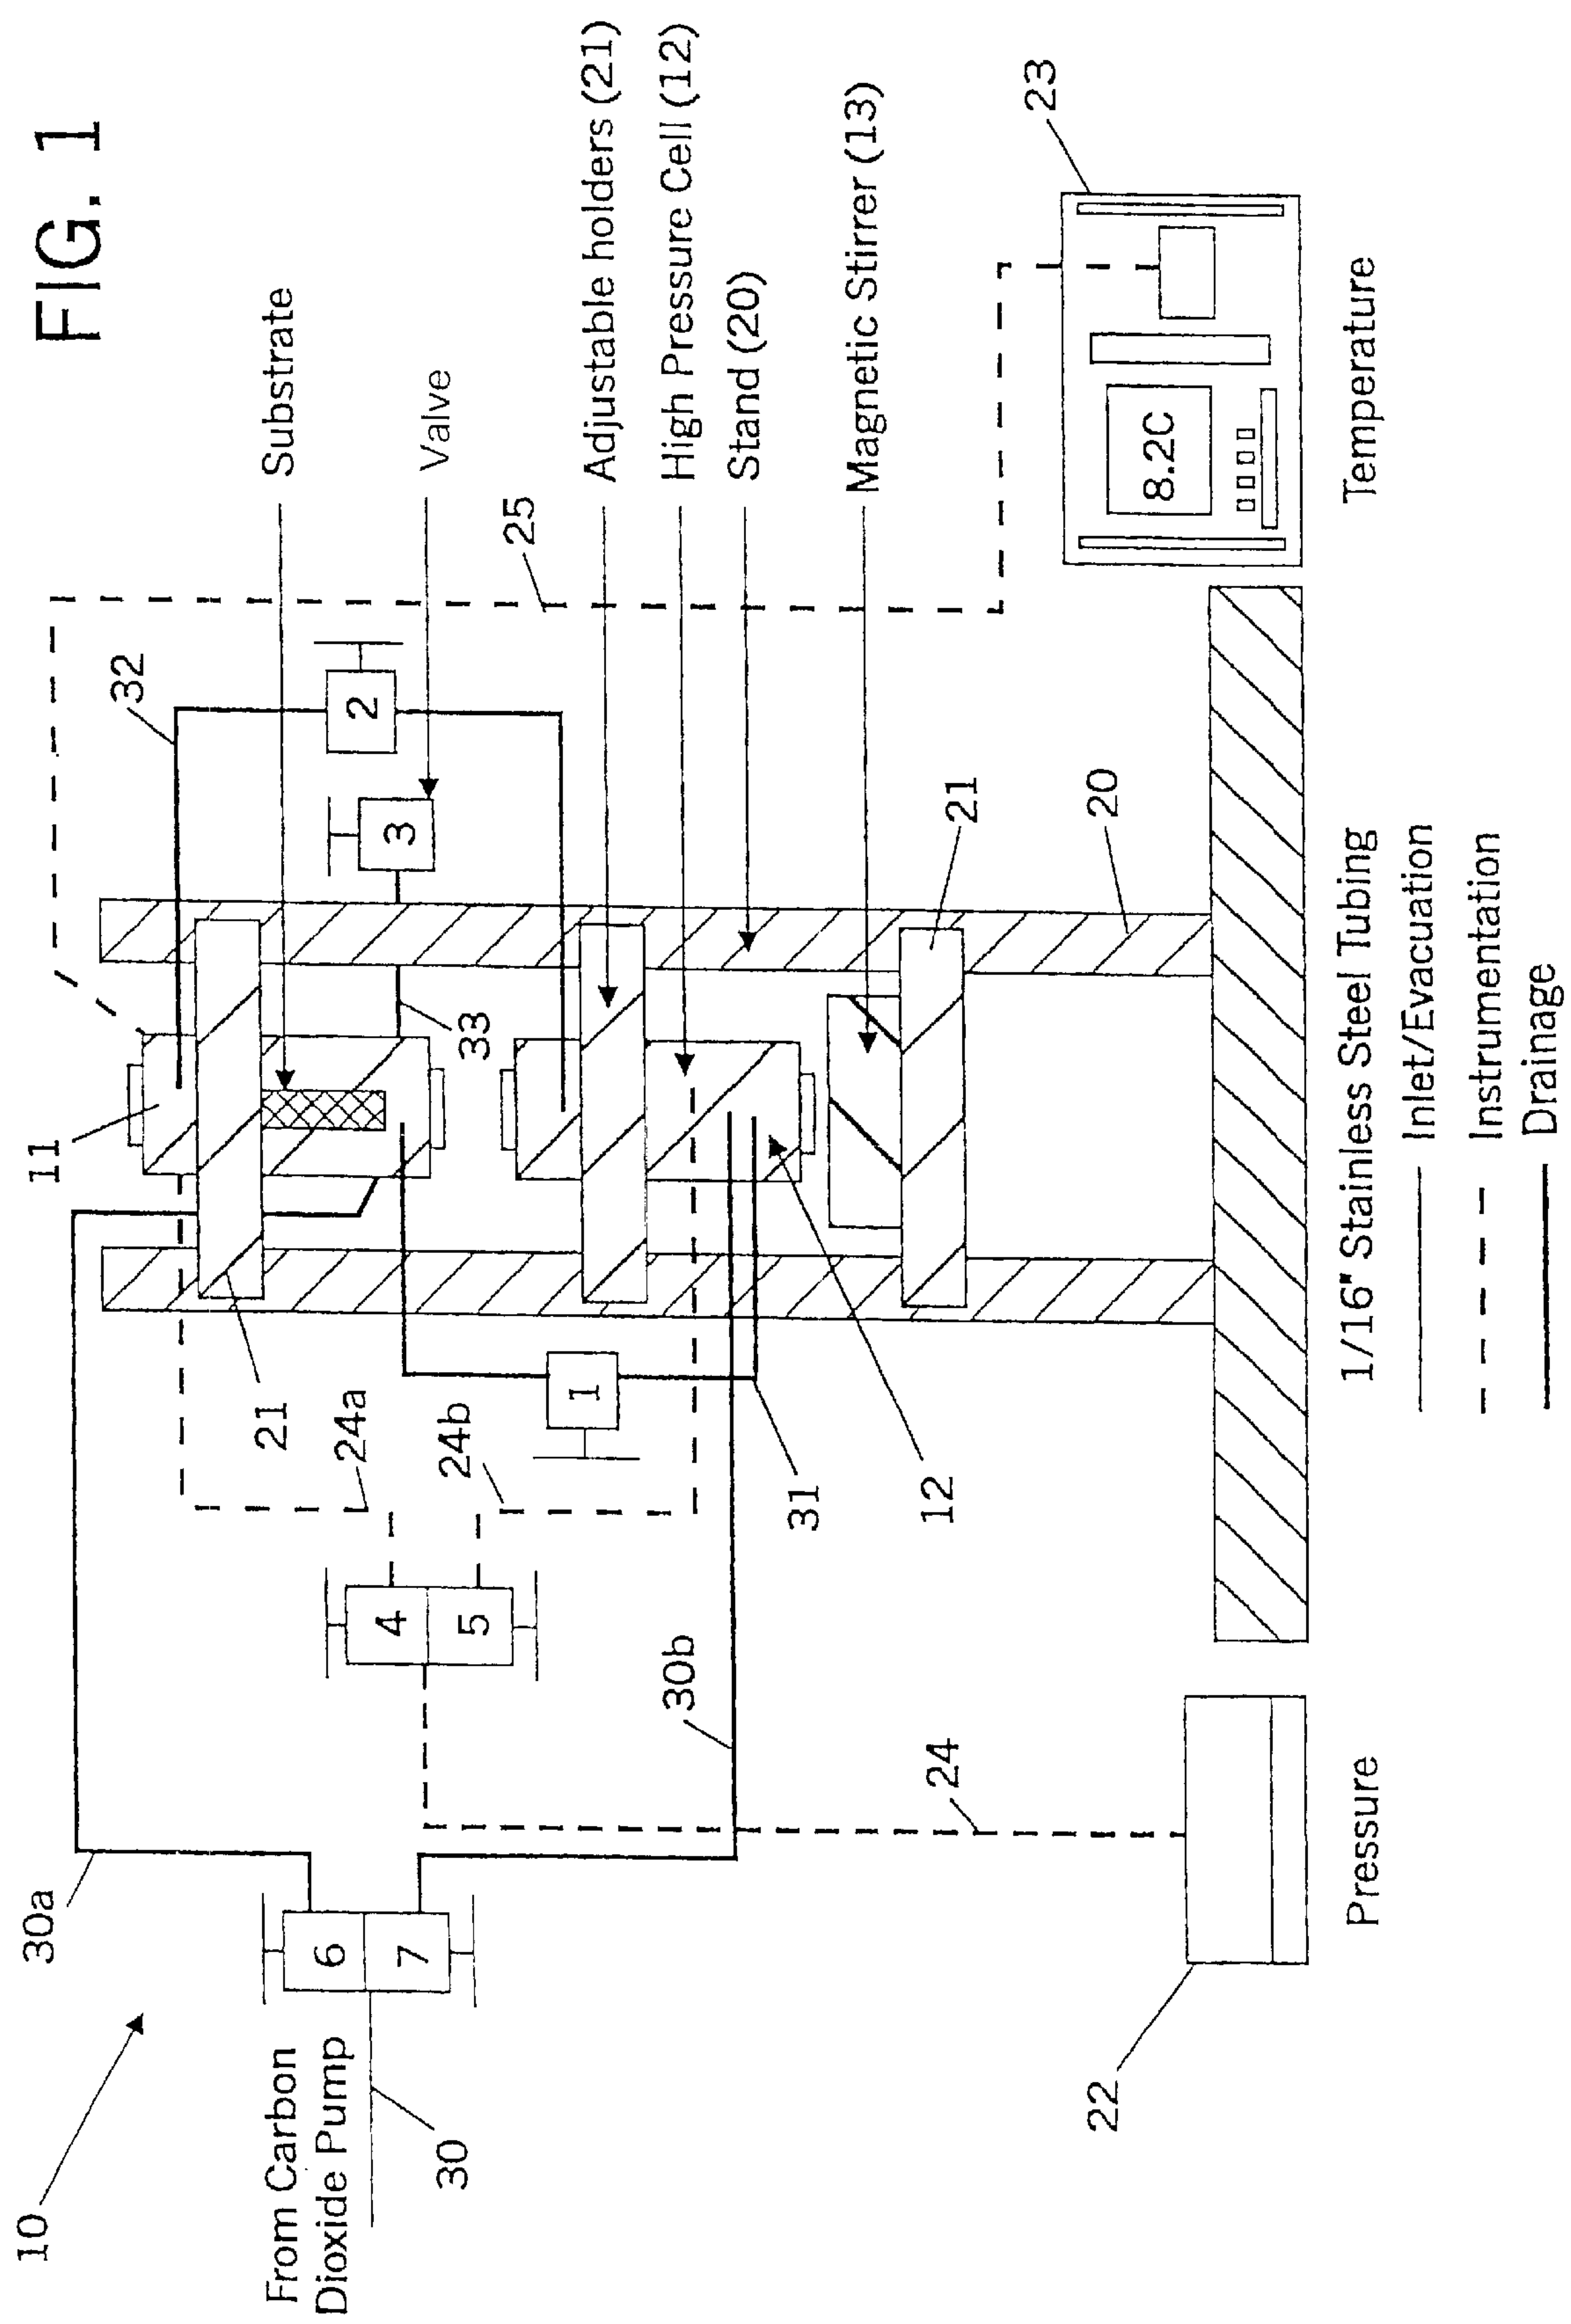 FIG. 1
10
From Carbon
Dioxide Pump
30
30a
6
7
30b
4
5
24a
24b
24
21
1
31
12
11
32
2
3
33
25
Substrate
Valve
Adjustable holders (21)
High Pressure Cell (12)
Stand (20)
Magnetic Stirrer (13)
21
20
22
Pressure
23
8.2C
Temperature
1/16" Stainless Steel Tubing
Inlet/Evacuation
Instrumentation
Drainage